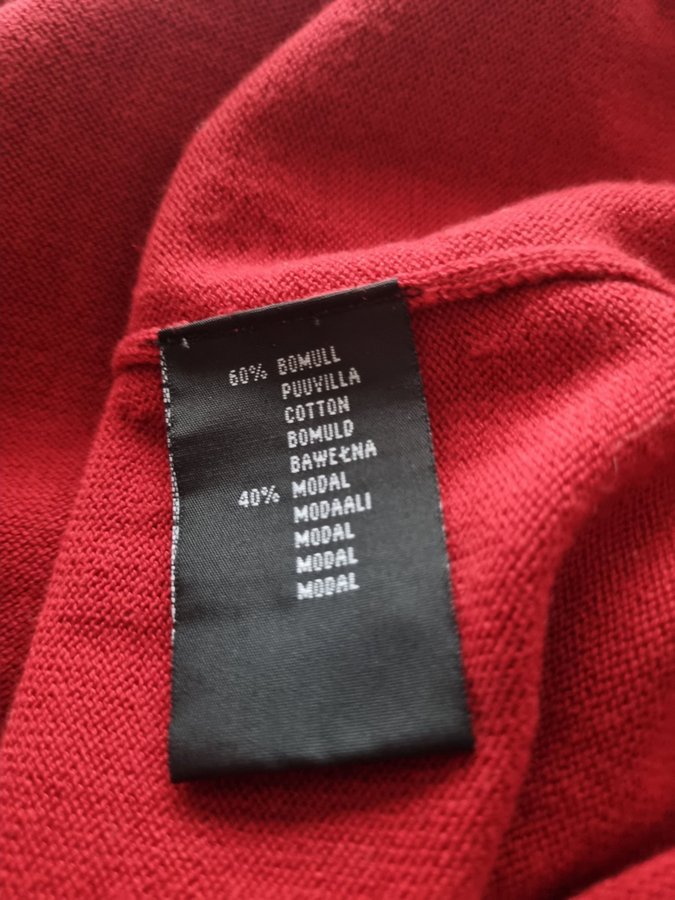 60% BOMULL
PUUVILLA
COTTON
BOMULD
BAWEŁNA
40% MODAL
MODAALI
MODAL
MODAL
MODAL